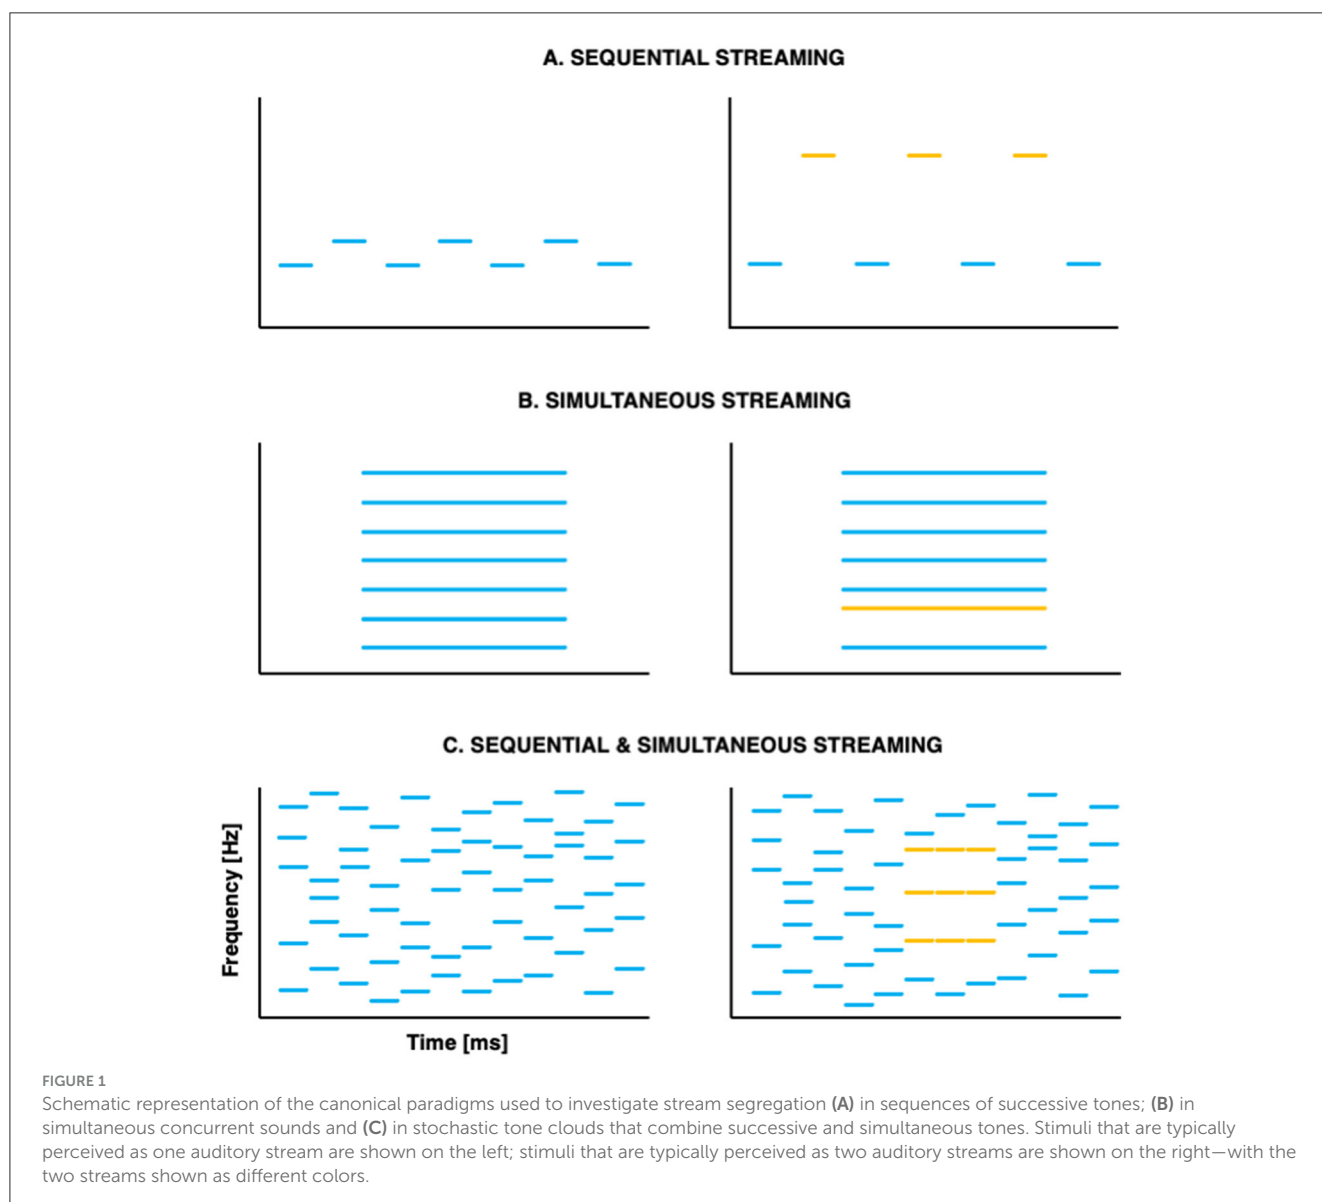 A. SEQUENTIAL STREAMING
B. SIMULTANEOUS STREAMING
C. SEQUENTIAL & SIMULTANEOUS STREAMING
Frequency [Hz]
Time [ms]
FIGURE 1
Schematic representation of the canonical paradigms used to investigate stream segregation (A) in sequences of successive tones; (B) in
simultaneous concurrent sounds and (C) in stochastic tone clouds that combine successive and simultaneous tones. Stimuli that are typically
perceived as one auditory stream are shown on the left; stimuli that are typically perceived as two auditory streams are shown on the right—with the
two streams shown as different colors.